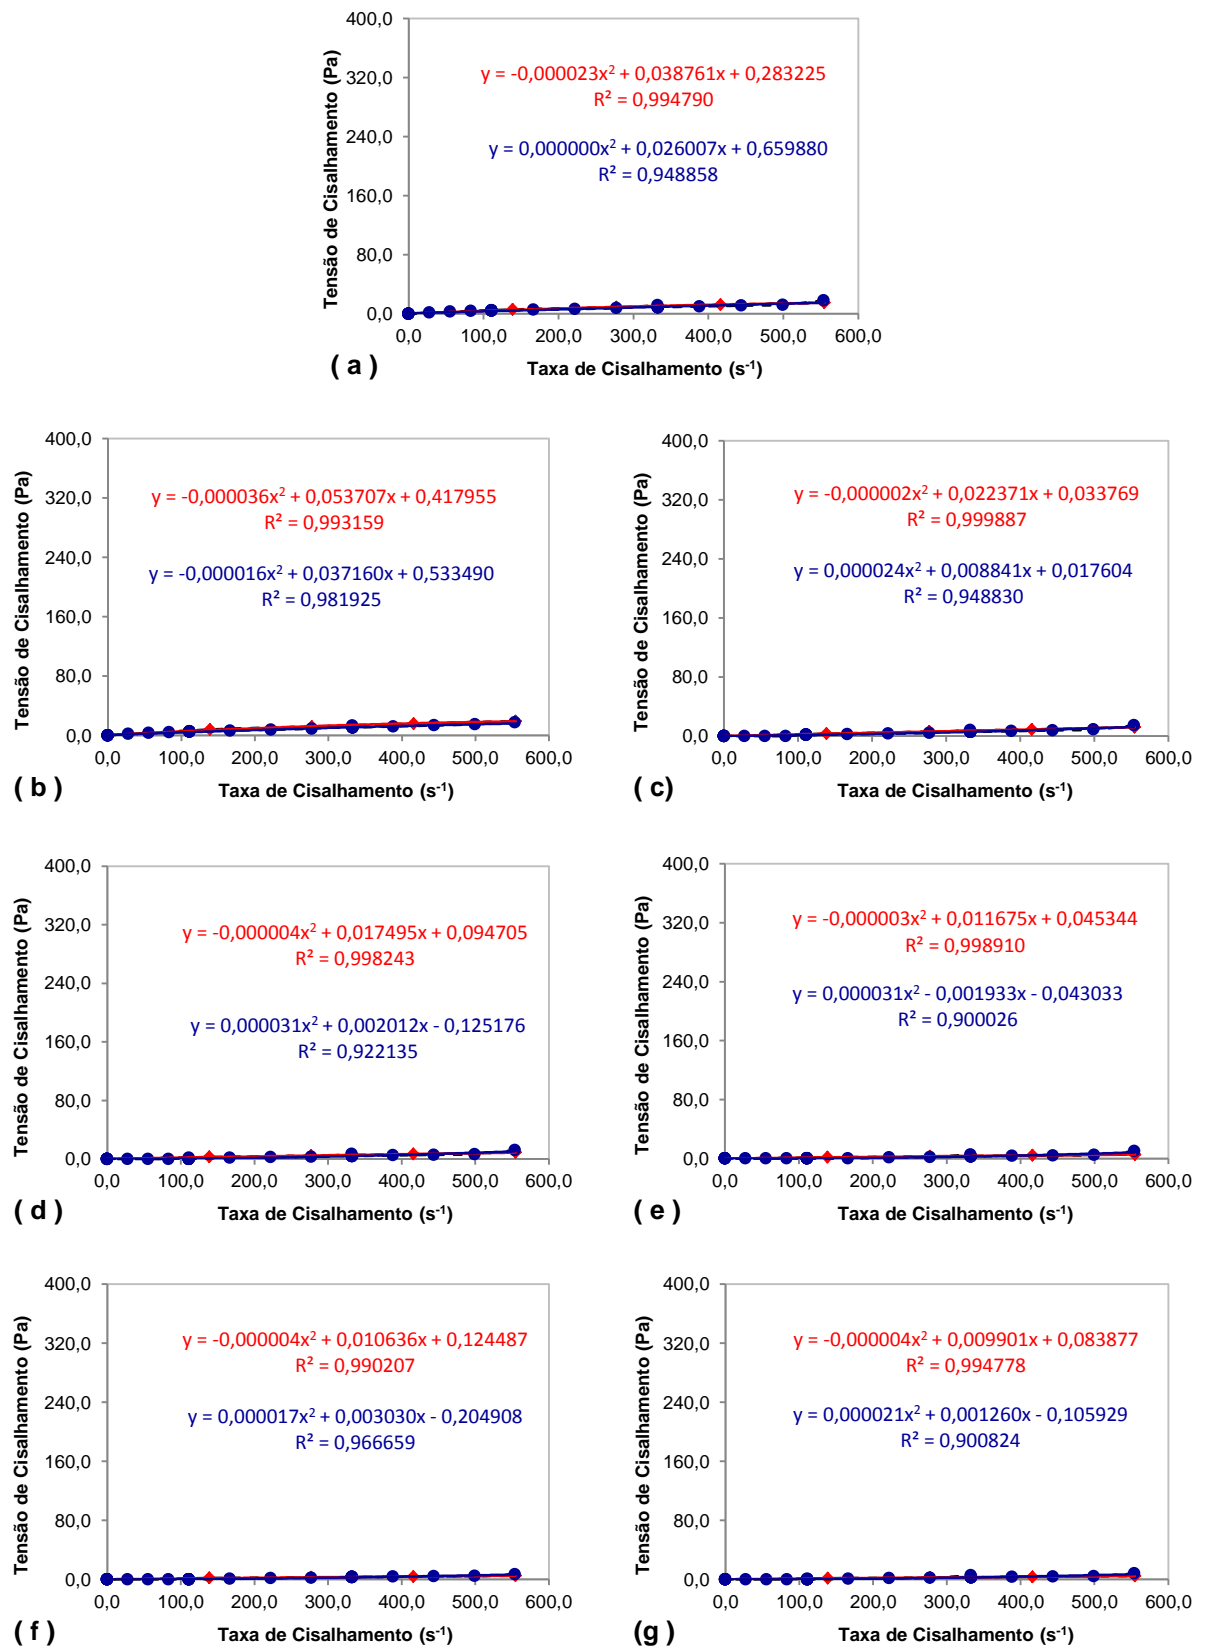 400,0
320,0
240,0
160,0
80,0
0,0
Tensão de Cisalhamento (Pa)
y = -0,000023x² + 0,038761x + 0,283225
R² = 0,994790
y = 0,000000x² + 0,026007x + 0,659880
R² = 0,948858
0,0 100,0 200,0 300,0 400,0 500,0 600,0
( a )
Taxa de Cisalhamento (s⁻¹)
400,0
320,0
240,0
160,0
80,0
0,0
Tensão de Cisalhamento (Pa)
y = -0,000036x² + 0,053707x + 0,417955
R² = 0,993159
y = -0,000016x² + 0,037160x + 0,533490
R² = 0,981925
0,0 100,0 200,0 300,0 400,0 500,0 600,0
( b )
Taxa de Cisalhamento (s⁻¹)
400,0
320,0
240,0
160,0
80,0
0,0
Tensão de Cisalhamento (Pa)
y = -0,000002x² + 0,022371x + 0,033769
R² = 0,999887
y = 0,000024x² + 0,008841x + 0,017604
R² = 0,948830
0,0 100,0 200,0 300,0 400,0 500,0 600,0
( c)
Taxa de Cisalhamento (s⁻¹)
400,0
320,0
240,0
160,0
80,0
0,0
Tensão de Cisalhamento (Pa)
y = -0,000004x² + 0,017495x + 0,094705
R² = 0,998243
y = 0,000031x² + 0,002012x - 0,125176
R² = 0,922135
0,0 100,0 200,0 300,0 400,0 500,0 600,0
( d )
Taxa de Cisalhamento (s⁻¹)
400,0
320,0
240,0
160,0
80,0
0,0
Tensão de Cisalhamento (Pa)
y = -0,000003x² + 0,011675x + 0,045344
R² = 0,998910
y = 0,000031x² - 0,001933x - 0,043033
R² = 0,900026
0,0 100,0 200,0 300,0 400,0 500,0 600,0
( e )
Taxa de Cisalhamento (s⁻¹)
400,0
320,0
240,0
160,0
80,0
0,0
Tensão de Cisalhamento (Pa)
y = -0,000004x² + 0,010636x + 0,124487
R² = 0,990207
y = 0,000017x² + 0,003030x - 0,204908
R² = 0,966659
0,0 100,0 200,0 300,0 400,0 500,0 600,0
( f )
Taxa de Cisalhamento (s⁻¹)
400,0
320,0
240,0
160,0
80,0
0,0
Tensão de Cisalhamento (Pa)
y = -0,000004x² + 0,009901x + 0,083877
R² = 0,994778
y = 0,000021x² + 0,001260x - 0,105929
R² = 0,900824
0,0 100,0 200,0 300,0 400,0 500,0 600,0
(g )
Taxa de Cisalhamento (s⁻¹)